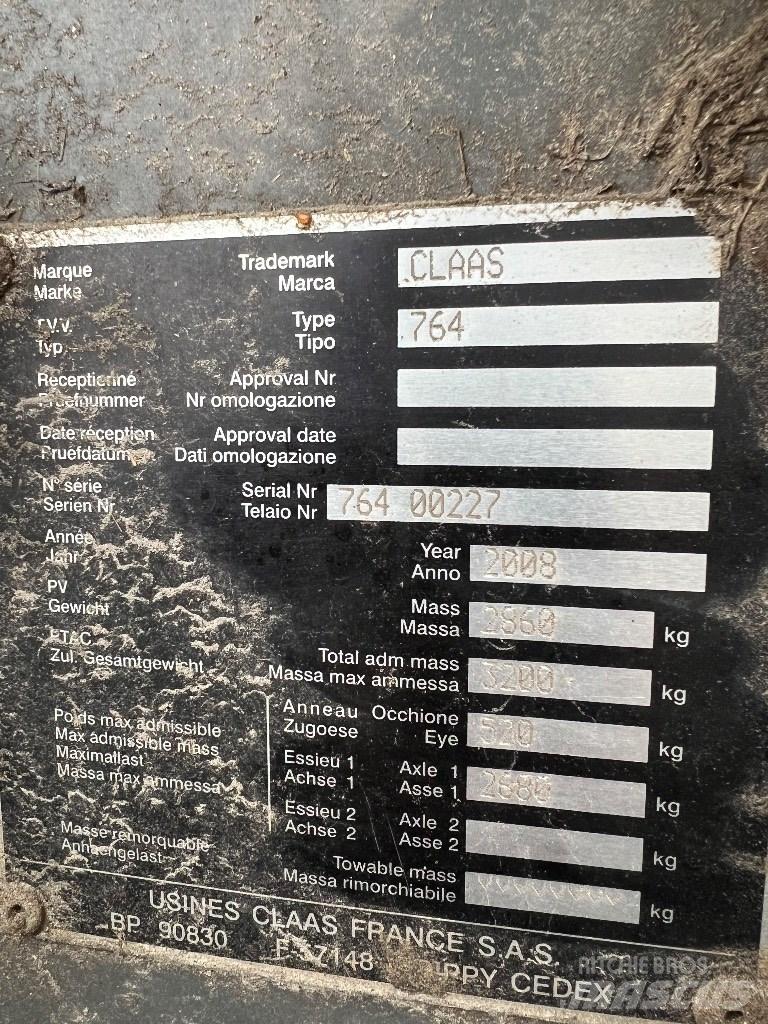 Marque Trademark CLAAS
Marke Marca
T.V.V. Type 764
Typ Tipo
Receptionné Approval Nr
Pruefnummer Nr omologazione
Date réception Approval date
Pruefdatum Dati omologazione
N° série Serial Nr 764 00227
Serien Nr Telaio Nr
Année Year 2008
Jahr Anno
PV Mass 2860 kg
Gewicht Massa
PTAC Total adm mass 3200 kg
Zul. Gesamtgewicht Massa max ammessa
Anneau Occhione 520 kg
Zugoese Eye
Poids max admissible
Max admissible mass
Maximallast
Massa max ammessa
Essieu 1 Axle 1 2680 kg
Achse 1 Asse 1
Essieu 2 Axle 2 kg
Achse 2 Asse 2
Masse remorquable Towable mass kg
Anhaengelast Massa rimorchiabile
USINES CLAAS FRANCE S.A.S.
BP 90830 F 57148 CEDEX
RITCHIE BROS
MASCUS